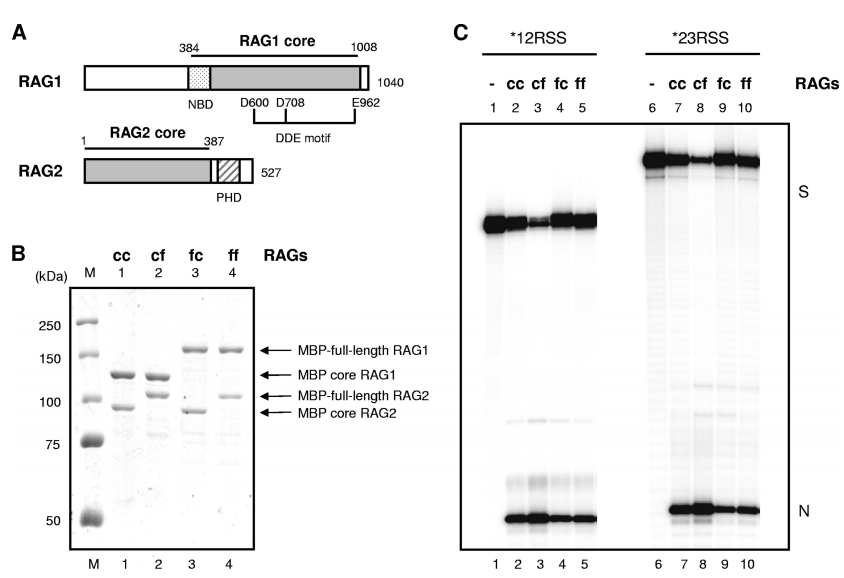 A
RAG1 core
384
1008
RAG1
1040
NBD
D600 D708 E962
DDE motif
RAG2 core
1
387
RAG2
527
PHD
B
cc cf fc ff RAGs
(kDa) M 1 2 3 4
250
150
100
75
50
MBP-full-length RAG1
MBP core RAG1
MBP-full-length RAG2
MBP core RAG2
M 1 2 3 4
C
*12RSS *23RSS
- cc cf fc ff - cc cf fc ff RAGs
1 2 3 4 5 6 7 8 9 10
S
N
1 2 3 4 5 6 7 8 9 10